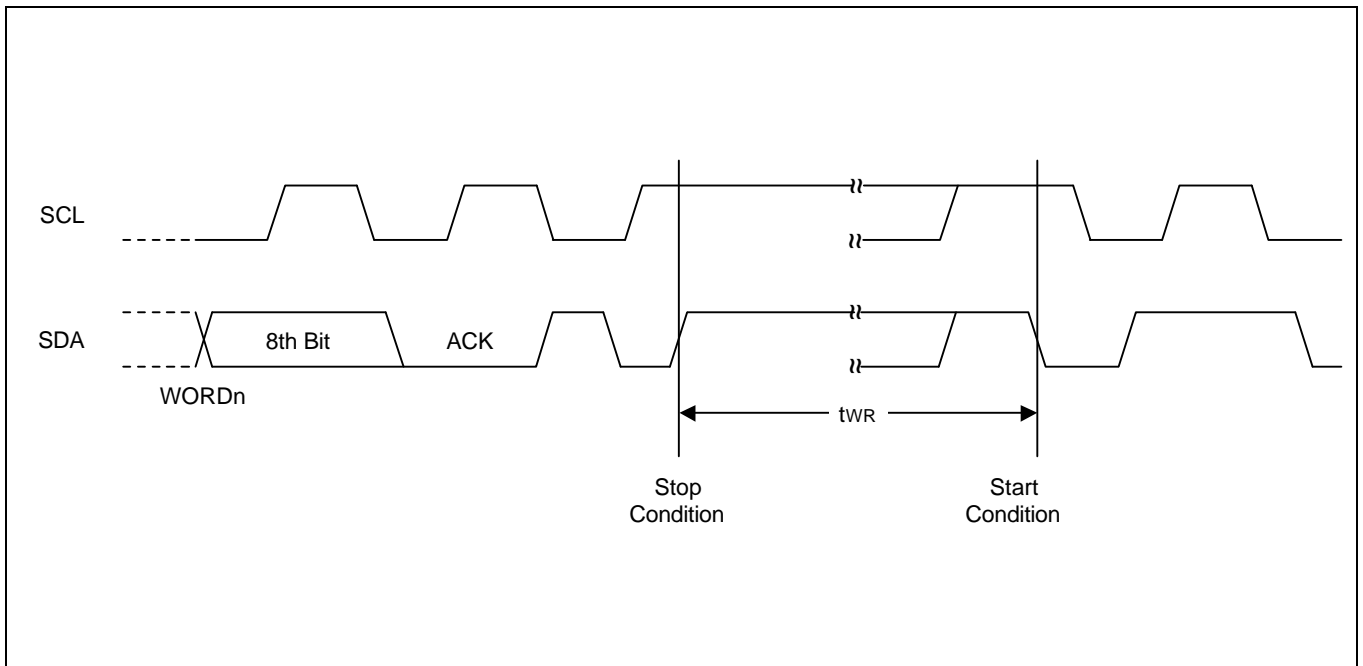 SCL
SDA
8th Bit
ACK
WORDn
tWR
Stop
Condition
Start
Condition